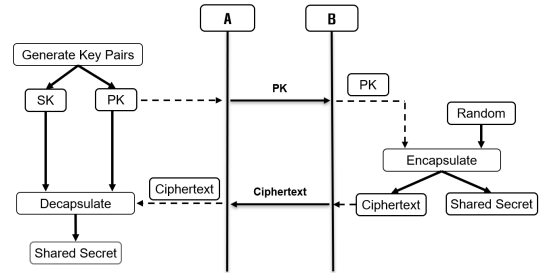 A
B
Generate Key Pairs
PK
PK
SK
PK
Random
Encapsulate
Ciphertext
Ciphertext
Decapsulate
Ciphertext
Shared Secret
Shared Secret